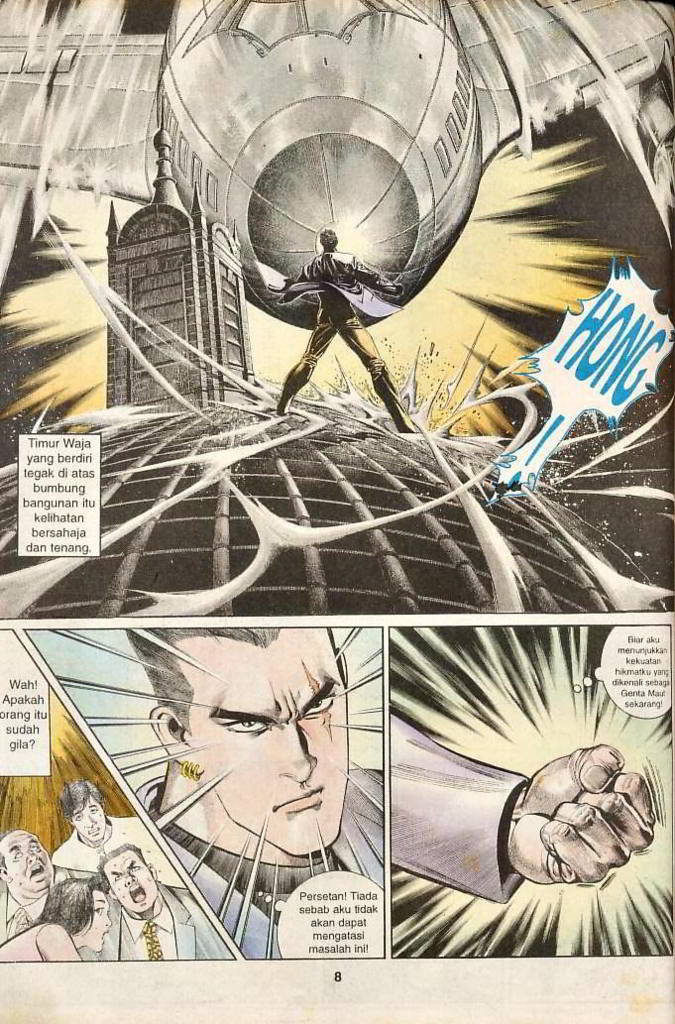 HONG
!
Timur Waja
yang berdiri
tegak di atas
bumbung
bangunan itu
kelihatan
bersahaja
dan tenang.
Wah!
Apakah
orang itu
sudah
gila?
Persetan! Tiada
sebab aku tidak
akan dapat
mengatasi
masalah ini!
Biar aku
menunjukkan
kekuatan
hikmatku yang
dikenali sebagai
Genta Maut
sekarang!
8